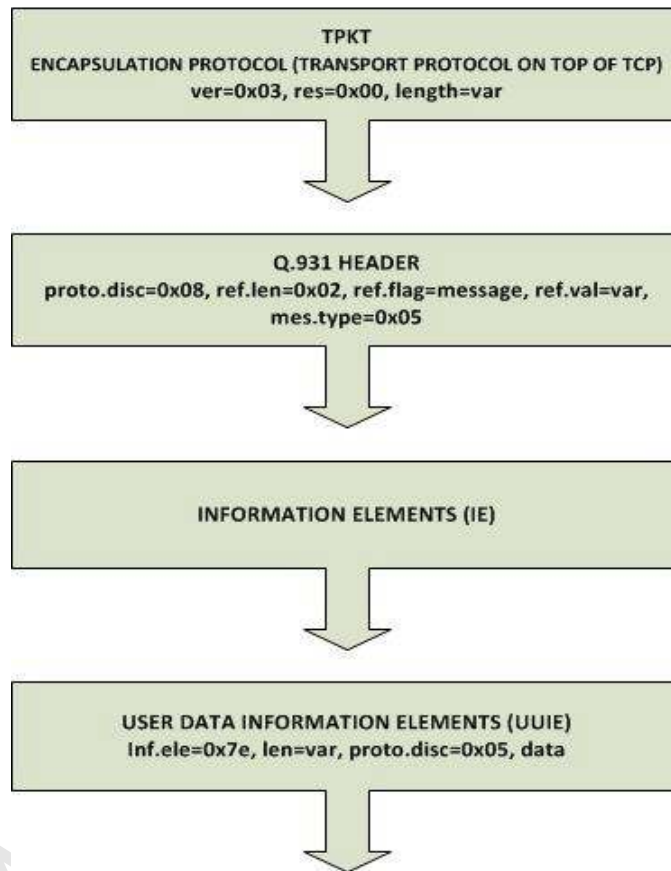 TPKT
ENCAPSULATION PROTOCOL (TRANSPORT PROTOCOL ON TOP OF TCP)
ver=0x03, res=0x00, length=var
Q.931 HEADER
proto.disc=0x08, ref.len=0x02, ref.flag=message, ref.val=var,
mes.type=0x05
INFORMATION ELEMENTS (IE)
USER DATA INFORMATION ELEMENTS (UUIE)
Inf.ele=0x7e, len=var, proto.disc=0x05, data